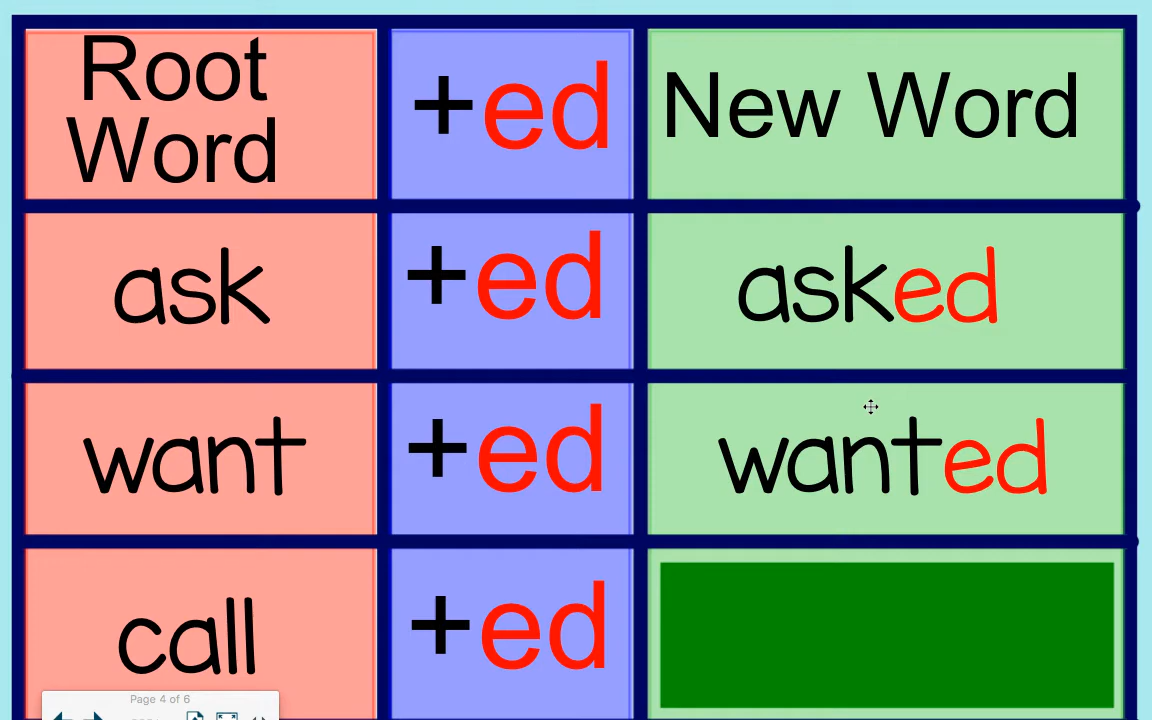 Root
Word
+ed
New Word
ask
+ed
asked
want
+ed
wanted
call
+ed
Page 4 of 6